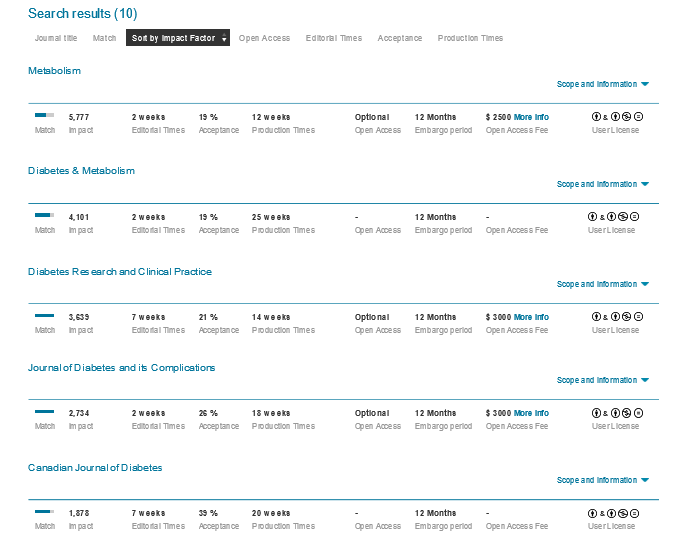 Search results (10)
Journal title Match Sort by Impact Factor Open Access Editorial Times Acceptance Production Times
Metabolism
Scope and Information
5,777 2 weeks 19 % 12 weeks Optional 12 Months $ 2500 More Info
Match Impact Editorial Times Acceptance Production Times Open Access Embargo period Open Access Fee User License
Diabetes & Metabolism
Scope and Information
4,101 2 weeks 19 % 25 weeks - 12 Months -
Match Impact Editorial Times Acceptance Production Times Open Access Embargo period Open Access Fee User License
Diabetes Research and Clinical Practice
Scope and Information
3,639 7 weeks 21 % 14 weeks Optional 12 Months $ 3000 More Info
Match Impact Editorial Times Acceptance Production Times Open Access Embargo period Open Access Fee User License
Journal of Diabetes and its Complications
Scope and Information
2,734 2 weeks 26 % 18 weeks Optional 12 Months $ 3000 More Info
Match Impact Editorial Times Acceptance Production Times Open Access Embargo period Open Access Fee User License
Canadian Journal of Diabetes
Scope and Information
1,878 7 weeks 39 % 20 weeks - 12 Months -
Match Impact Editorial Times Acceptance Production Times Open Access Embargo period Open Access Fee User License